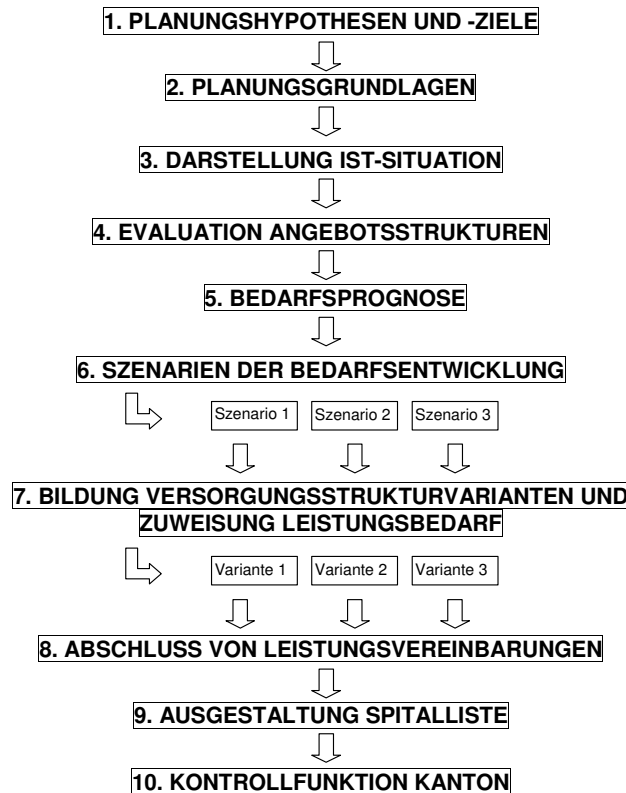 1. PLANUNGSHYPOTHESEN UND -ZIELE
2. PLANUNGSGRUNDLAGEN
3. DARSTELLUNG IST-SITUATION
4. EVALUATION ANGEBOTSSTRUKTUREN
5. BEDARFSPROGNOSE
6. SZENARIEN DER BEDARFSENTWICKLUNG
Szenario 1 Szenario 2 Szenario 3
7. BILDUNG VERSORGUNGSSTRUKTURVARIANTEN UND
ZUWEISUNG LEISTUNGSBEDARF
Variante 1 Variante 2 Variante 3
8. ABSCHLUSS VON LEISTUNGSVEREINBARUNGEN
9. AUSGESTALTUNG SPITALLISTE
10. KONTROLLFUNKTION KANTON